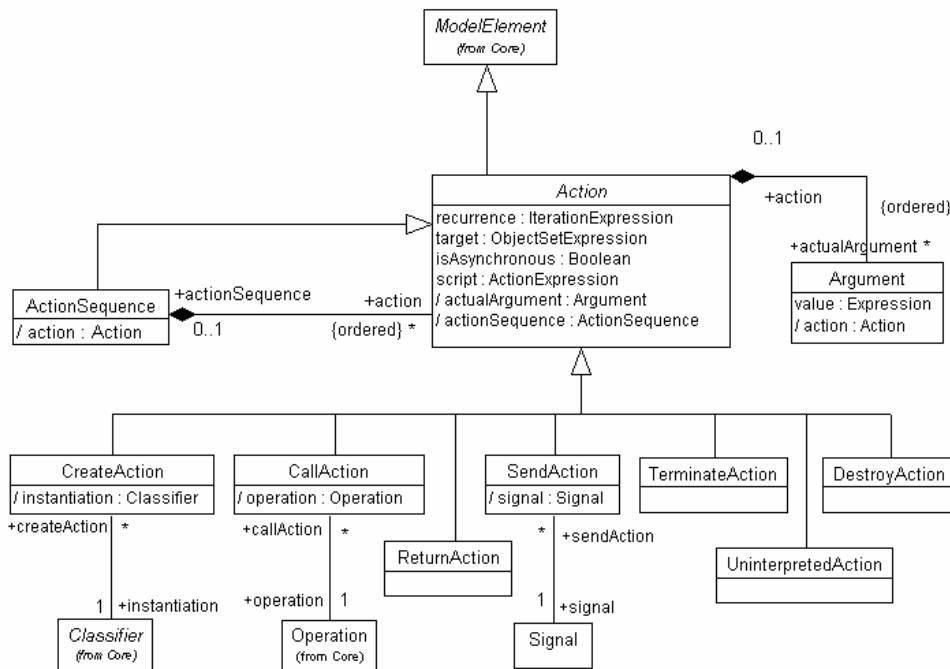 ModelElement
(from Core)
0..1
Action
+action
{ordered}
recurrence : IterationExpression
target : ObjectSetExpression
isAsynchronous : Boolean
script : ActionExpression
/ actualArgument : Argument
/ actionSequence : ActionSequence
+actualArgument *
Argument
value : Expression
/ action : Action
ActionSequence
/ action : Action
+actionSequence
0..1
+action
{ordered} *
CreateAction
/ instantiation : Classifier
CallAction
/ operation : Operation
SendAction
/ signal : Signal
TerminateAction
DestroyAction
+createAction *
+callAction *
* +sendAction
ReturnAction
UninterpretedAction
1 +instantiation
+operation 1
1 +signal
Classifier
(from Core)
Operation
(from Core)
Signal